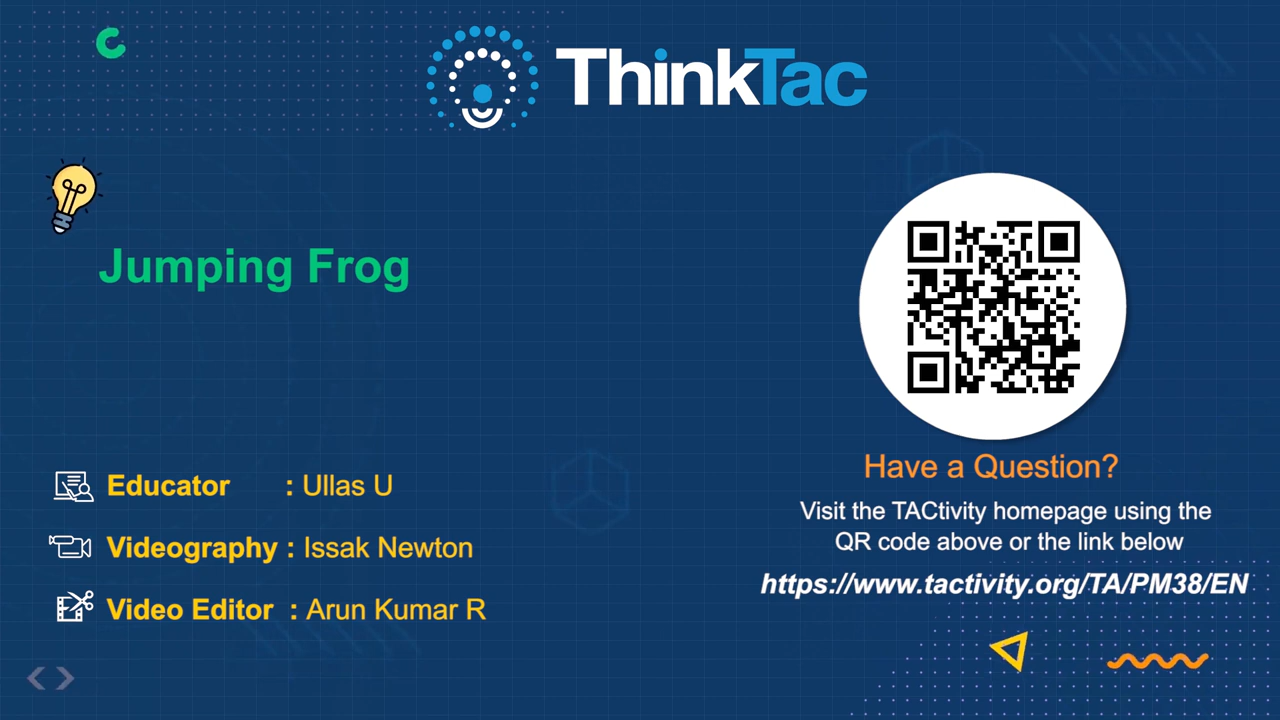 ThinkTac
Jumping Frog
Educator : Ullas U
Videography : Issak Newton
Video Editor : Arun Kumar R
Have a Question?
Visit the TACtivity homepage using the
QR code above or the link below
https://www.tactivity.org/TA/PM38/EN